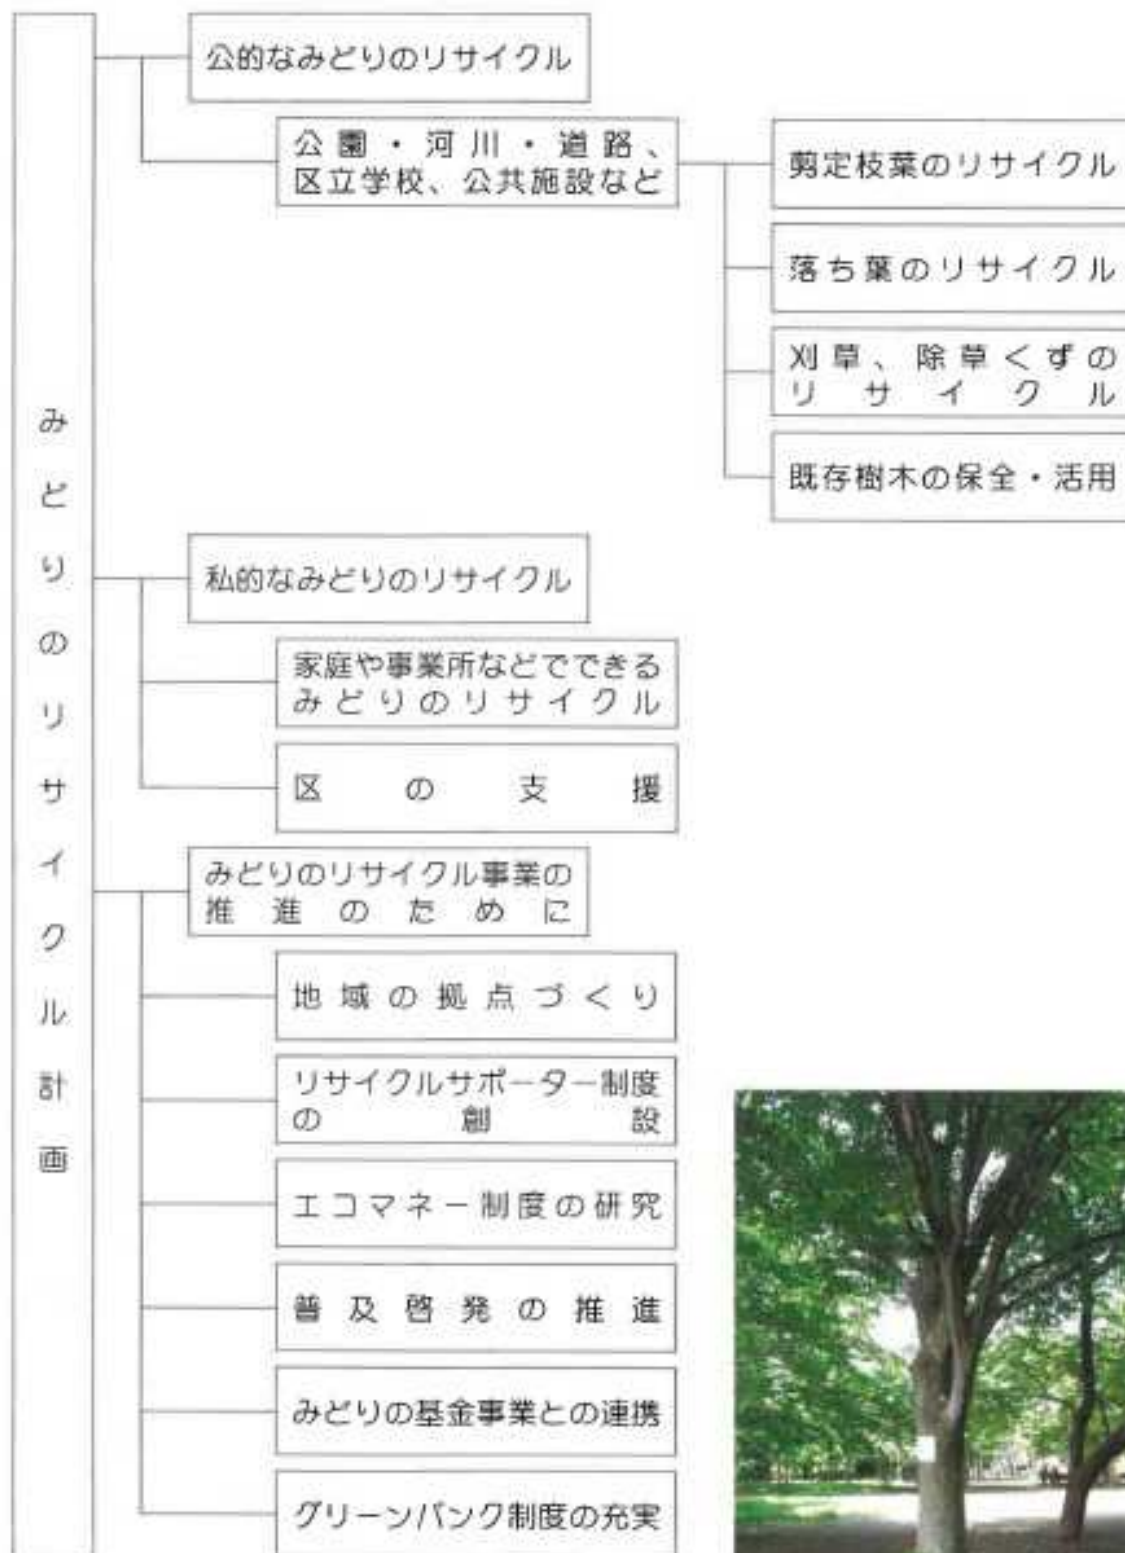 みどりのリサイクル計画
公的なみどりのリサイクル
公園・河川・道路、
区立学校、公共施設など
剪定枝葉のリサイクル
落ち葉のリサイクル
刈草、除草くずの
リサイクル
既存樹木の保全・活用
私的なみどりのリサイクル
家庭や事業所などでできる
みどりのリサイクル
区の支援
みどりのリサイクル事業の
推進のために
地域の拠点づくり
リサイクルサポーター制度
の創設
エコマネー制度の研究
普及啓発の推進
みどりの基金事業との連携
グリーンバンク制度の充実